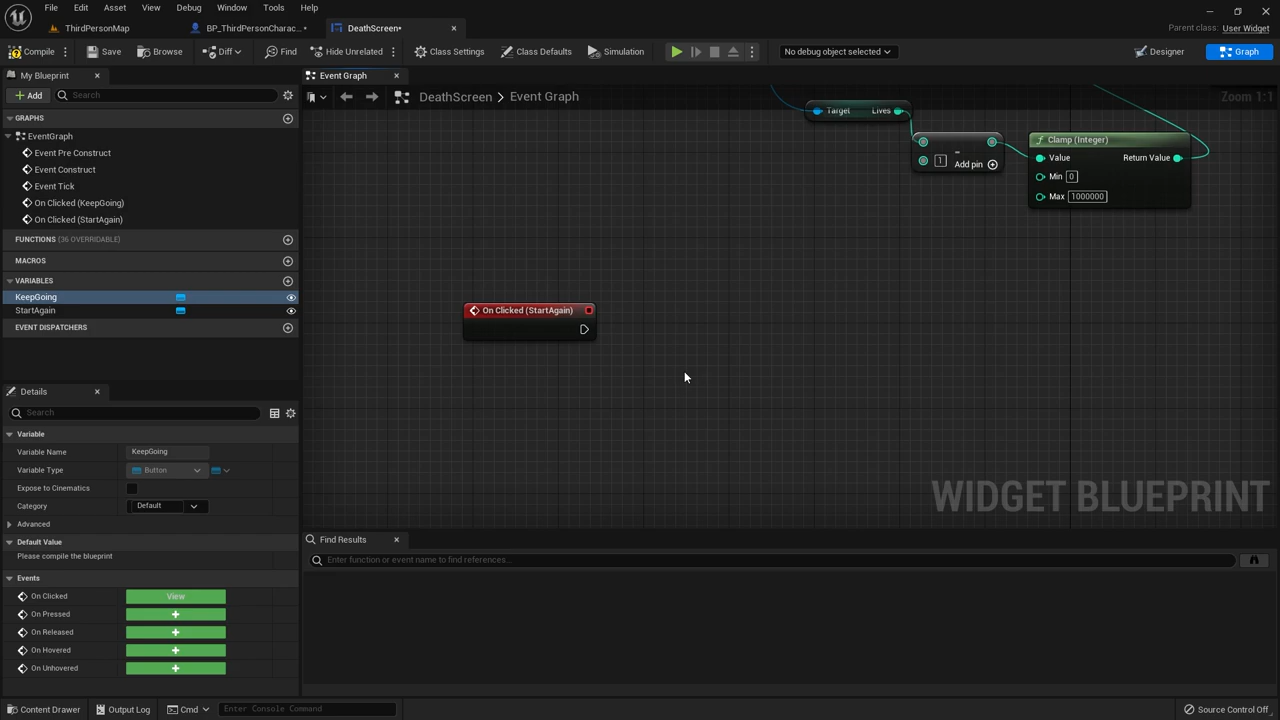 File Edit Asset View Debug Window Tools Help
Parent class: User Widget
ThirdPersonMap
BP_ThirdPersonCharac...•
DeathScreen•
Compile Save Browse Diff Find Hide Unrelated Class Settings Class Defaults Simulation No debug object selected Designer Graph
My Blueprint
Event Graph
Add Search
DeathScreen > Event Graph
Zoom 1:1
GRAPHS
EventGraph
Event Pre Construct
Event Construct
Event Tick
On Clicked (KeepGoing)
On Clicked (StartAgain)
FUNCTIONS (36 OVERRIDABLE)
MACROS
VARIABLES
KeepGoing
StartAgain
EVENT DISPATCHERS
Target Lives
1 Add pin
Clamp (Integer)
Value Return Value
Min 0
Max 1000000
On Clicked (StartAgain)
WIDGET BLUEPRINT
Details
Search
Variable
Variable Name KeepGoing
Variable Type Button
Expose to Cinematics
Category Default
Advanced
Default Value
Please compile the blueprint
Events
On Clicked View
On Pressed
On Released
On Hovered
On Unhovered
Find Results
Enter function or event name to find references...
Content Drawer Output Log Cmd Enter Console Command Source Control Off